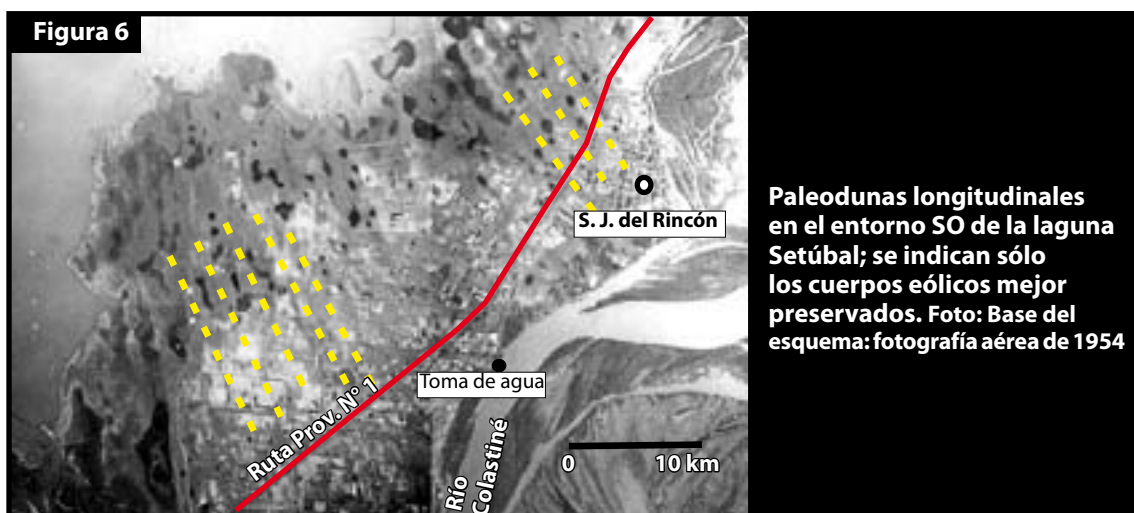 Figura 6
S. J. del Rincón
Toma de agua
Ruta Prov. N° 1
Río
Colastiné
0 10 km
Paleodunas longitudinales
en el entorno SO de la laguna
Setúbal; se indican sólo
los cuerpos eólicos mejor
preservados. Foto: Base del
esquema: fotografía aérea de 1954